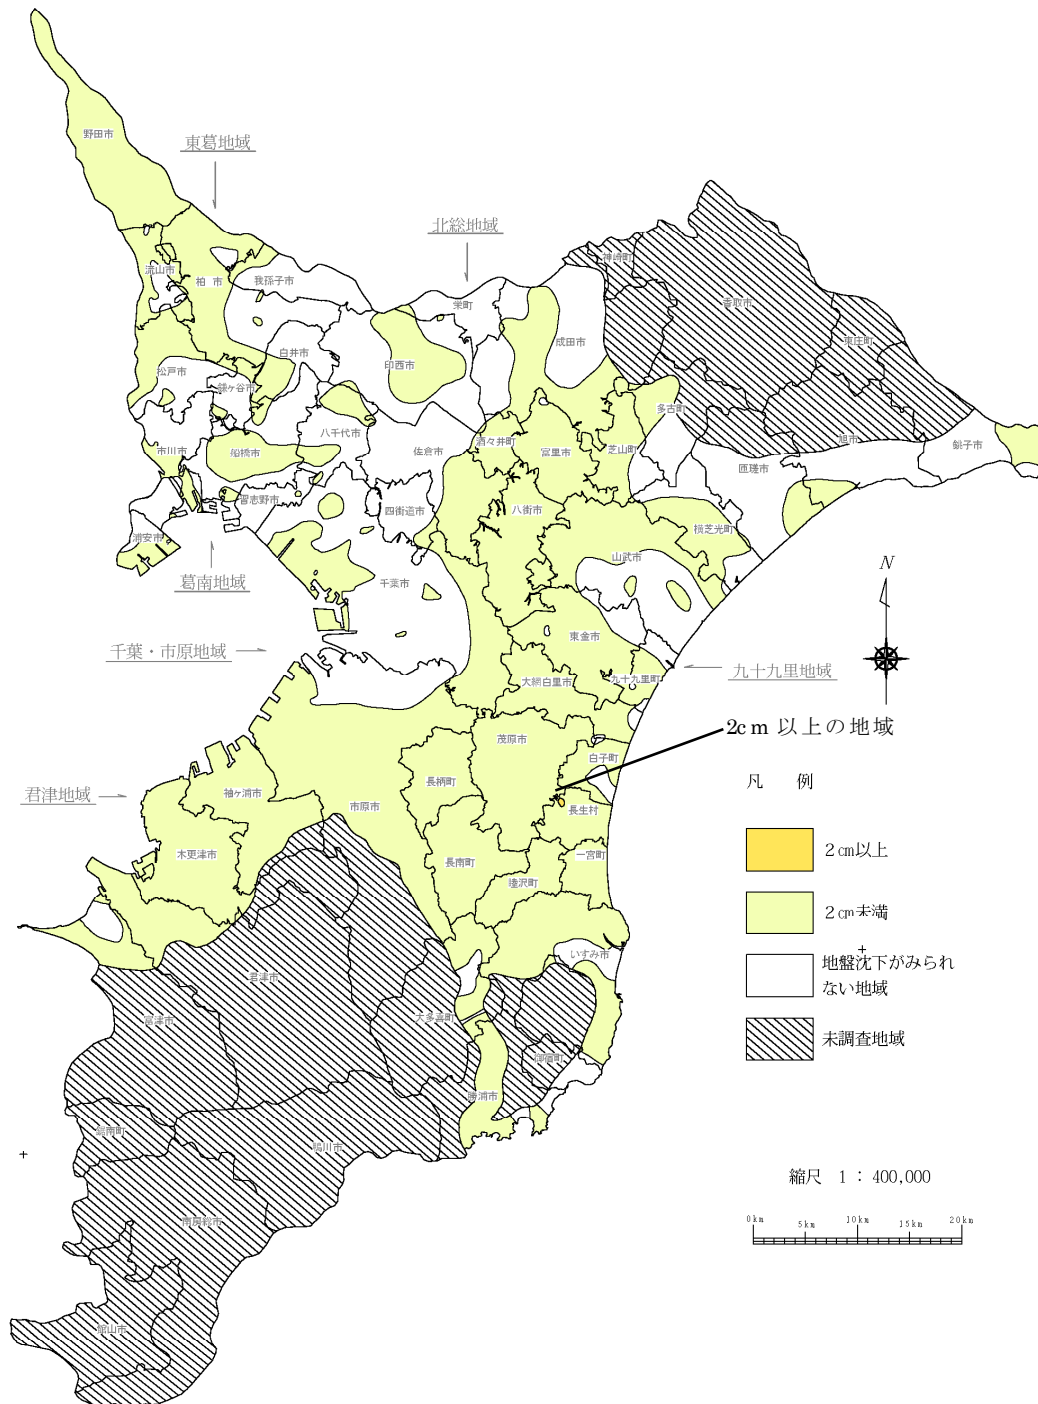 野田市
東葛地域
北総地域
神崎町
流山市
柏 市
我孫子市
栄町
香取市
成田市
東庄町
白井市
印西市
松戸市
鎌ヶ谷市
多古町
八千代市
酒々井町
旭市
銚子市
市川市
船橋市
佐倉市
富里市
芝山町
匝瑳市
習志野市
四街道市
八街市
横芝光町
浦安市
山武市
葛南地域
千葉市
N
東金市
千葉・市原地域
九十九里地域
大網白里市
九十九里町
2cm 以上の地域
茂原市
白子町
凡 例
長柄町
君津地域
袖ヶ浦市
市原市
長生村
2㎝以上
木更津市
長南町
一宮町
睦沢町
2㎝未満
いすみ市
地盤沈下がみられ
ない地域
君津市
富津市
大多喜町
未調査地域
御宿町
勝浦市
鋸南町
鴨川市
縮尺 1：400,000
南房総市
0km
5km
10km
15km
20km
館山市